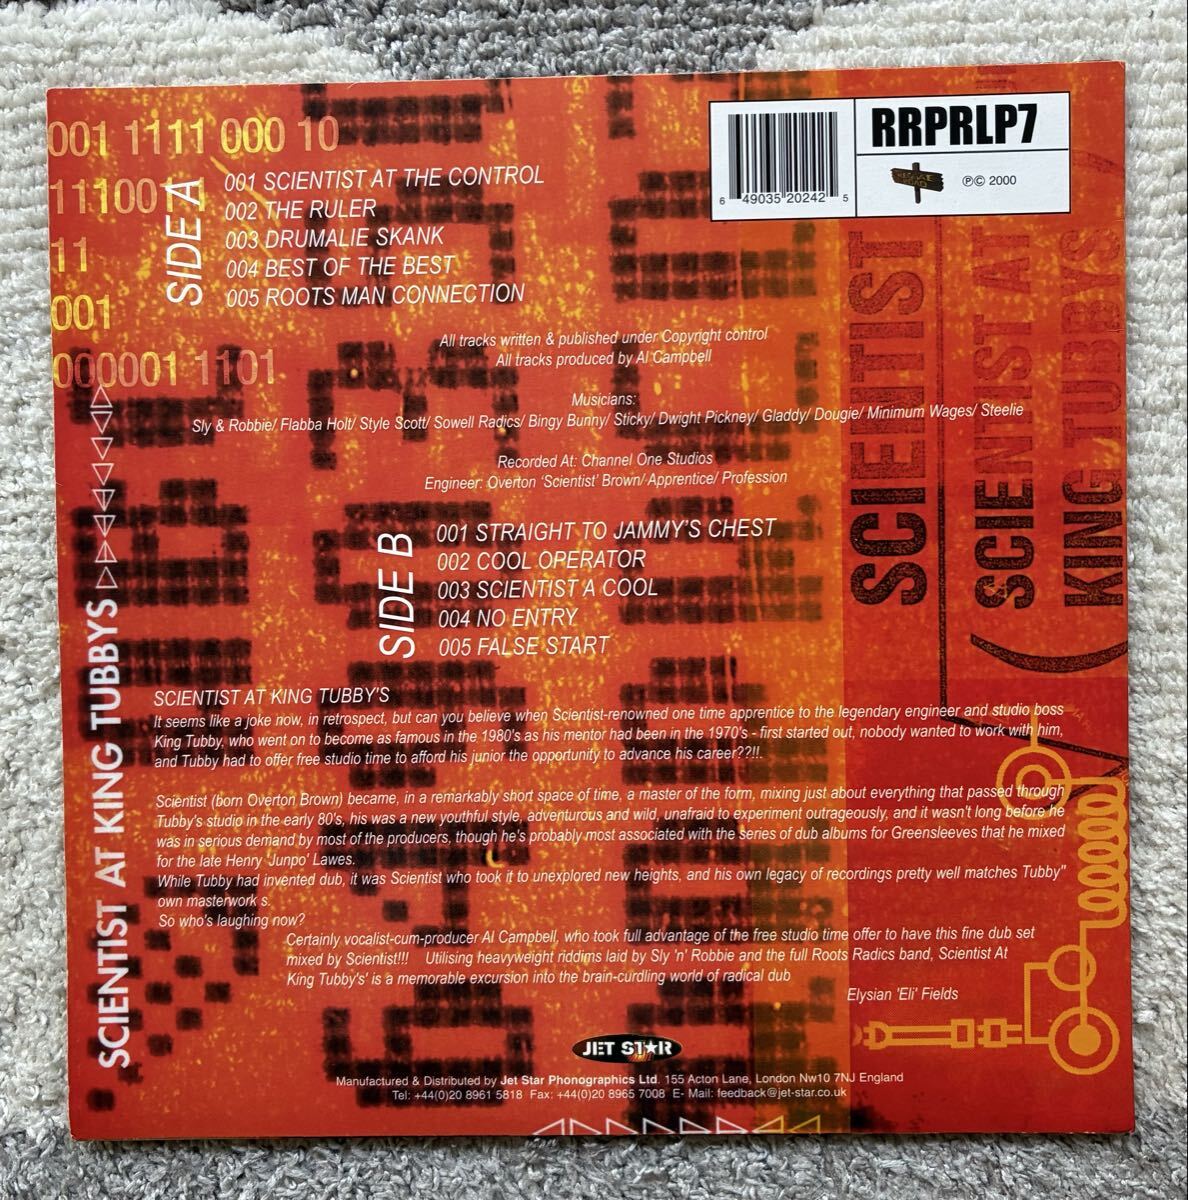 001 1111 000 10
111001 1
11
001
000001 1101
SIDE A
001 SCIENTIST AT THE CONTROL
002 THE RULER
003 DRUMALIE SKANK
004 BEST OF THE BEST
005 ROOTS MAN CONNECTION
RRPRLP7
6 49035 20242 5
REGGAE
ROAD
℗© 2000
All tracks written & published under Copyright control
All tracks produced by Al Campbell
Musicians:
Sly & Robbie/ Flabba Holt/ Style Scott/ Sowell Radics/ Bingy Bunny/ Sticky/ Dwight Pickney/ Gladdy/ Dougie/ Minimum Wages/ Steelie
Recorded At: Channel One Studios
Engineer: Overton 'Scientist' Brown/ Apprentice/ Profession
SIDE B
001 STRAIGHT TO JAMMY'S CHEST
002 COOL OPERATOR
003 SCIENTIST A COOL
004 NO ENTRY
005 FALSE START
SCIENTIST
SCIENTIST AT
KING TUBBYS
SCIENTIST AT KING TUBBYS
SCIENTIST AT KING TUBBY'S
It seems like a joke now, in retrospect, but can you believe when Scientist-renowned one time apprentice to the legendary engineer and studio boss
King Tubby, who went on to become as famous in the 1980's as his mentor had been in the 1970's - first started out, nobody wanted to work with him,
and Tubby had to offer free studio time to afford his junior the opportunity to advance his career??!!.
Scientist (born Overton Brown) became, in a remarkably short space of time, a master of the form, mixing just about everything that passed through
Tubby's studio in the early 80's, his was a new youthful style, adventurous and wild, unafraid to experiment outrageously, and it wasn't long before he
was in serious demand by most of the producers, though he's probably most associated with the series of dub albums for Greensleeves that he mixed
for the late Henry 'Junpo' Lawes.
While Tubby had invented dub, it was Scientist who took it to unexplored new heights, and his own legacy of recordings pretty well matches Tubby"
own masterwork s.
So who's laughing now?
Certainly vocalist-cum-producer Al Campbell, who took full advantage of the free studio time offer to have this fine dub set
mixed by Scientist!!! Utilising heavyweight riddims laid by Sly 'n' Robbie and the full Roots Radics band, Scientist At
King Tubby's' is a memorable excursion into the brain-curdling world of radical dub
Elysian 'Eli' Fields
JET STAR
Manufactured & Distributed by Jet Star Phonographics Ltd. 155 Acton Lane, London Nw10 7NJ England
Tel: +44(0)20 8961 5818 Fax: +44(0)20 8965 7008 E- Mail: feedback@jet-star.co.uk